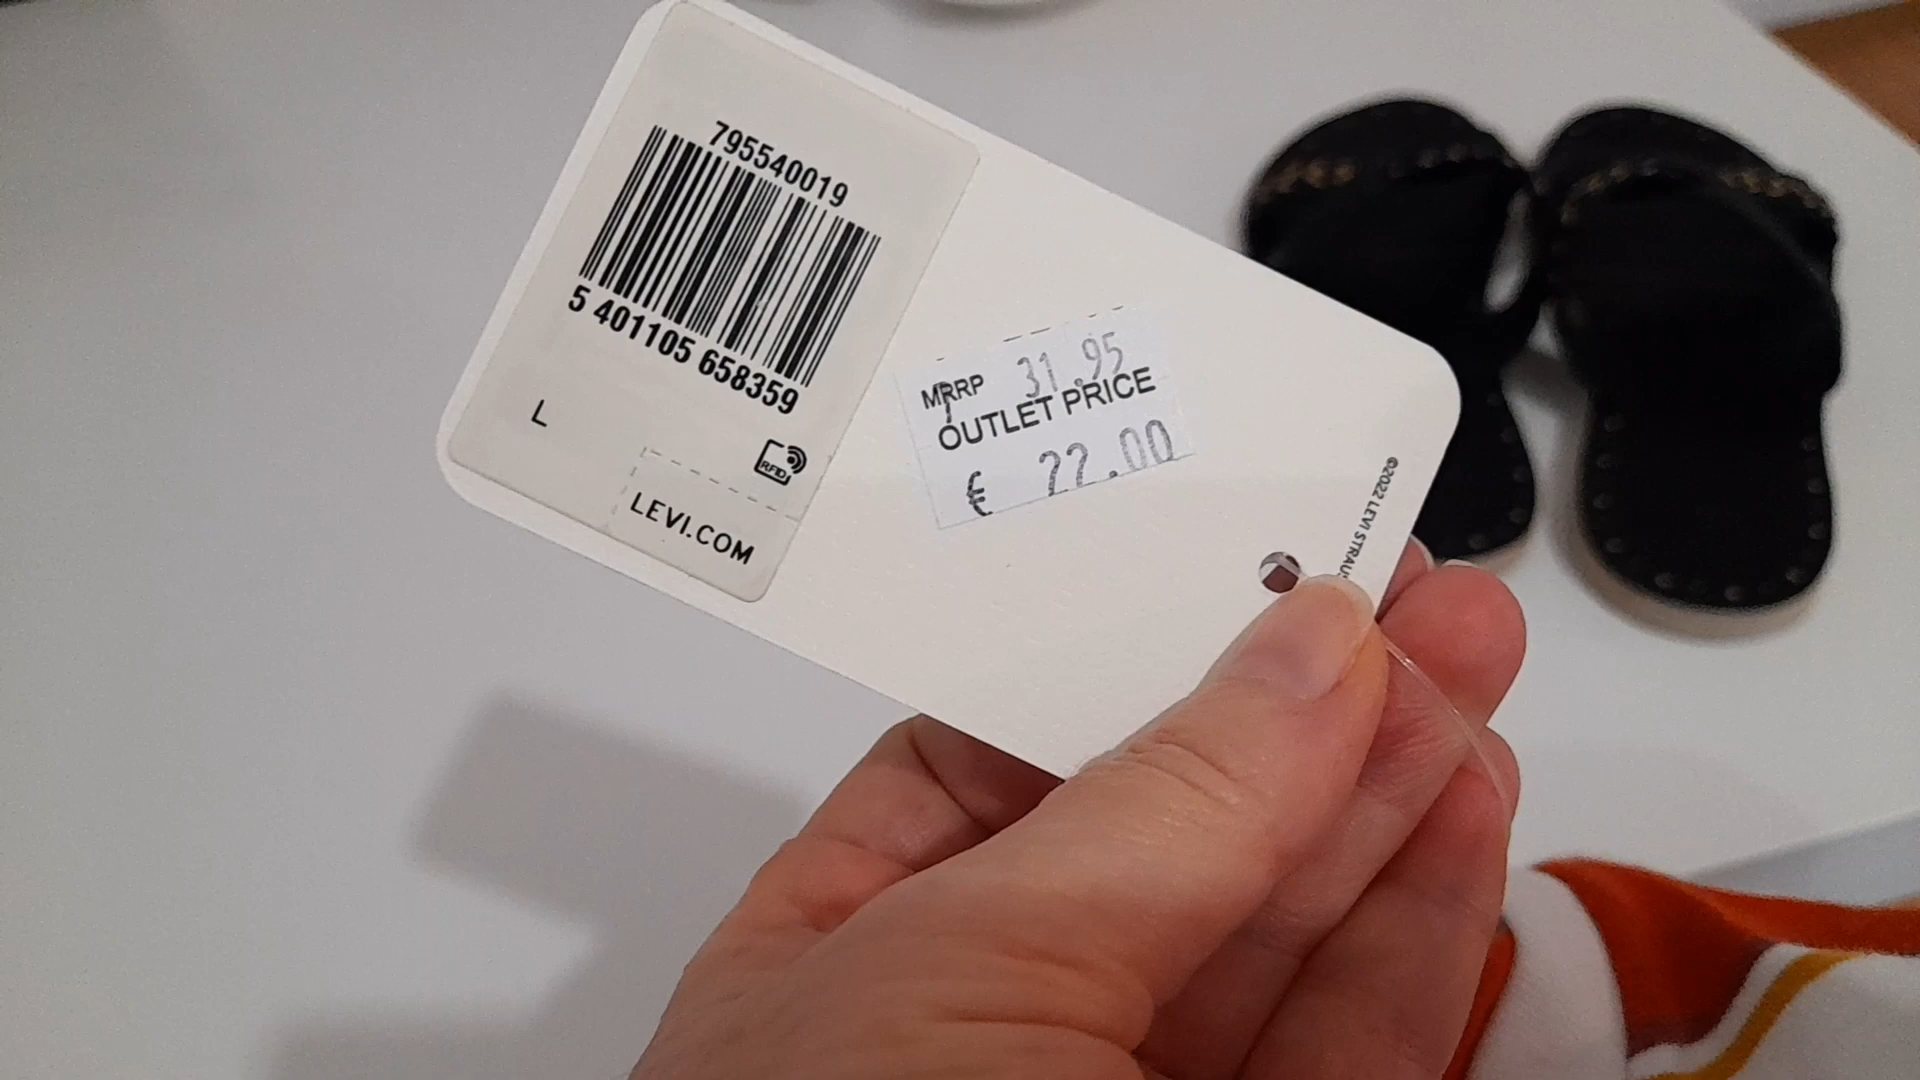 795540019
5 401105 658359
L
RFID
LEVI.COM
MRRP 31.95
OUTLET PRICE
€ 22.00
©2022 LEVI STRAUS